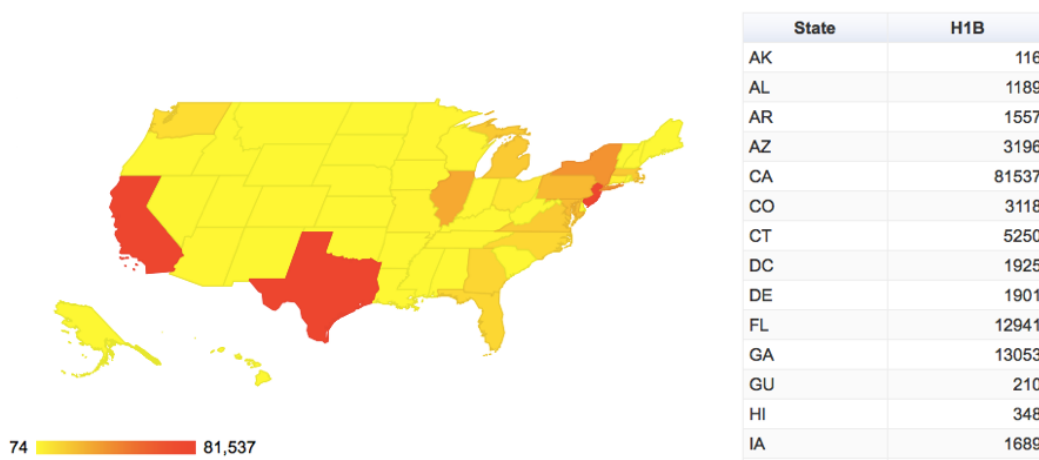 State H1B
AK 116
AL 1189
AR 1557
AZ 3196
CA 81537
CO 3118
CT 5250
DC 1925
DE 1901
FL 12941
GA 13053
GU 210
HI 348
IA 1689
74 81,537